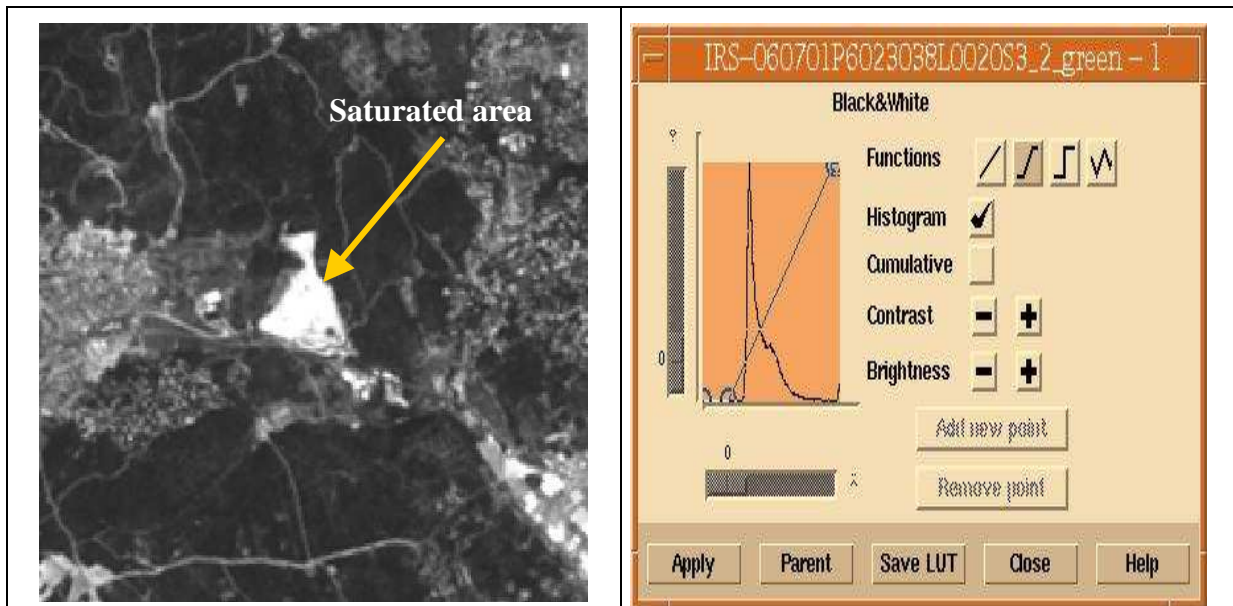 Saturated area
IRS-060701P6023038L0020S3_2_green - 1
Black&White
Functions
Histogram
Cumulative
Contrast
Brightness
Add new point
Remove point
0
0
Apply Parent Save LUT Close Help